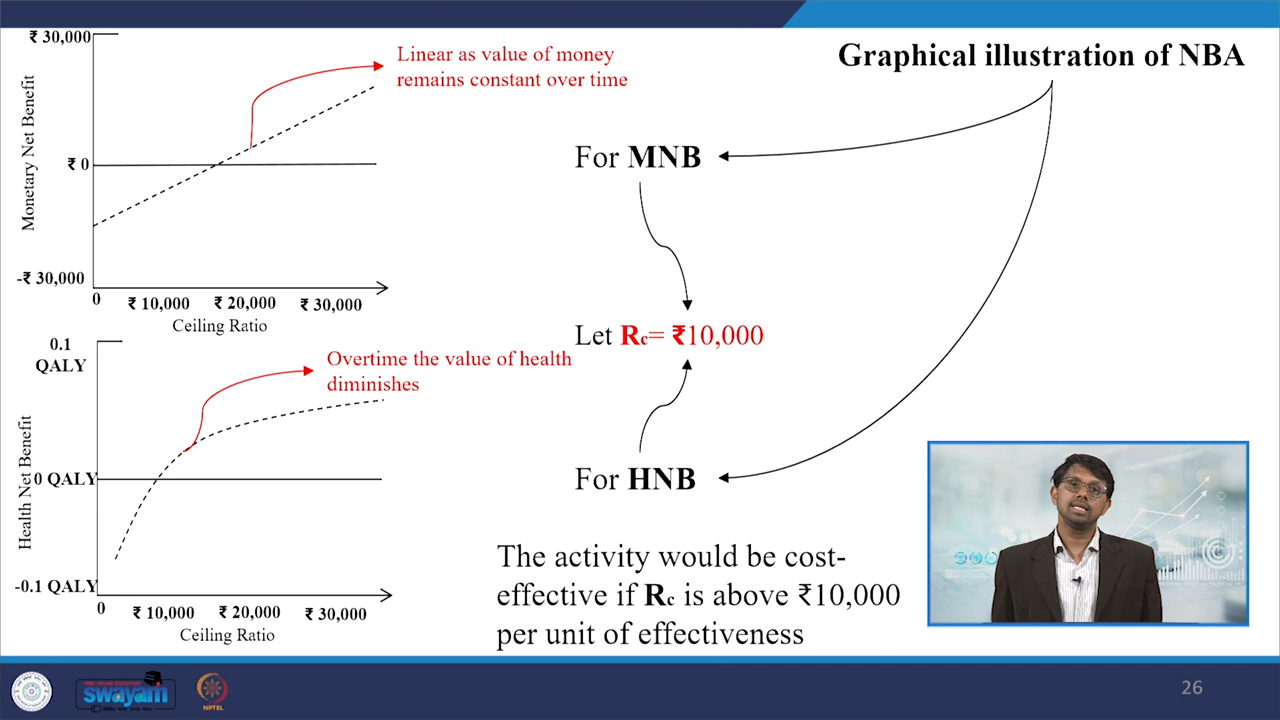 Graphical illustration of NBA
₹ 30,000
Monetary Net Benefit
₹ 0
-₹ 30,000
0
₹ 10,000
₹ 20,000
₹ 30,000
Ceiling Ratio
Linear as value of money
remains constant over time
For MNB
Let Rc= ₹10,000
0.1
QALY
Health Net Benefit
0 QALY
-0.1 QALY
0
₹ 10,000
₹ 20,000
₹ 30,000
Ceiling Ratio
Overtime the value of health
diminishes
For HNB
The activity would be cost-
effective if Rc is above ₹10,000
per unit of effectiveness
swayam
NPTEL
26